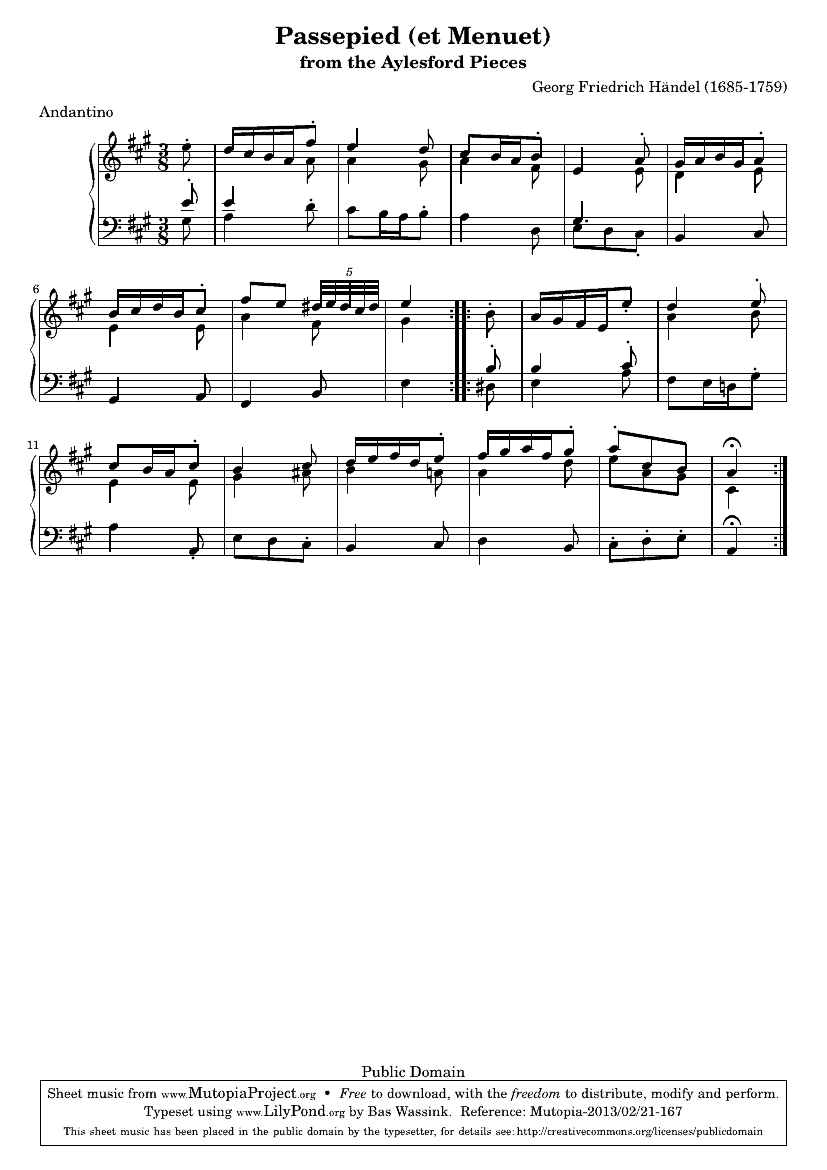 Passepied (et Menuet)
from the Aylesford Pieces
Georg Friedrich Händel (1685-1759)
Andantino
3
8
3
8
6
5
11
Public Domain
Sheet music from www.MutopiaProject.org • Free to download, with the freedom to distribute, modify and perform.
Typeset using www.LilyPond.org by Bas Wassink. Reference: Mutopia-2013/02/21-167
This sheet music has been placed in the public domain by the typesetter, for details see: http://creativecommons.org/licenses/publicdomain